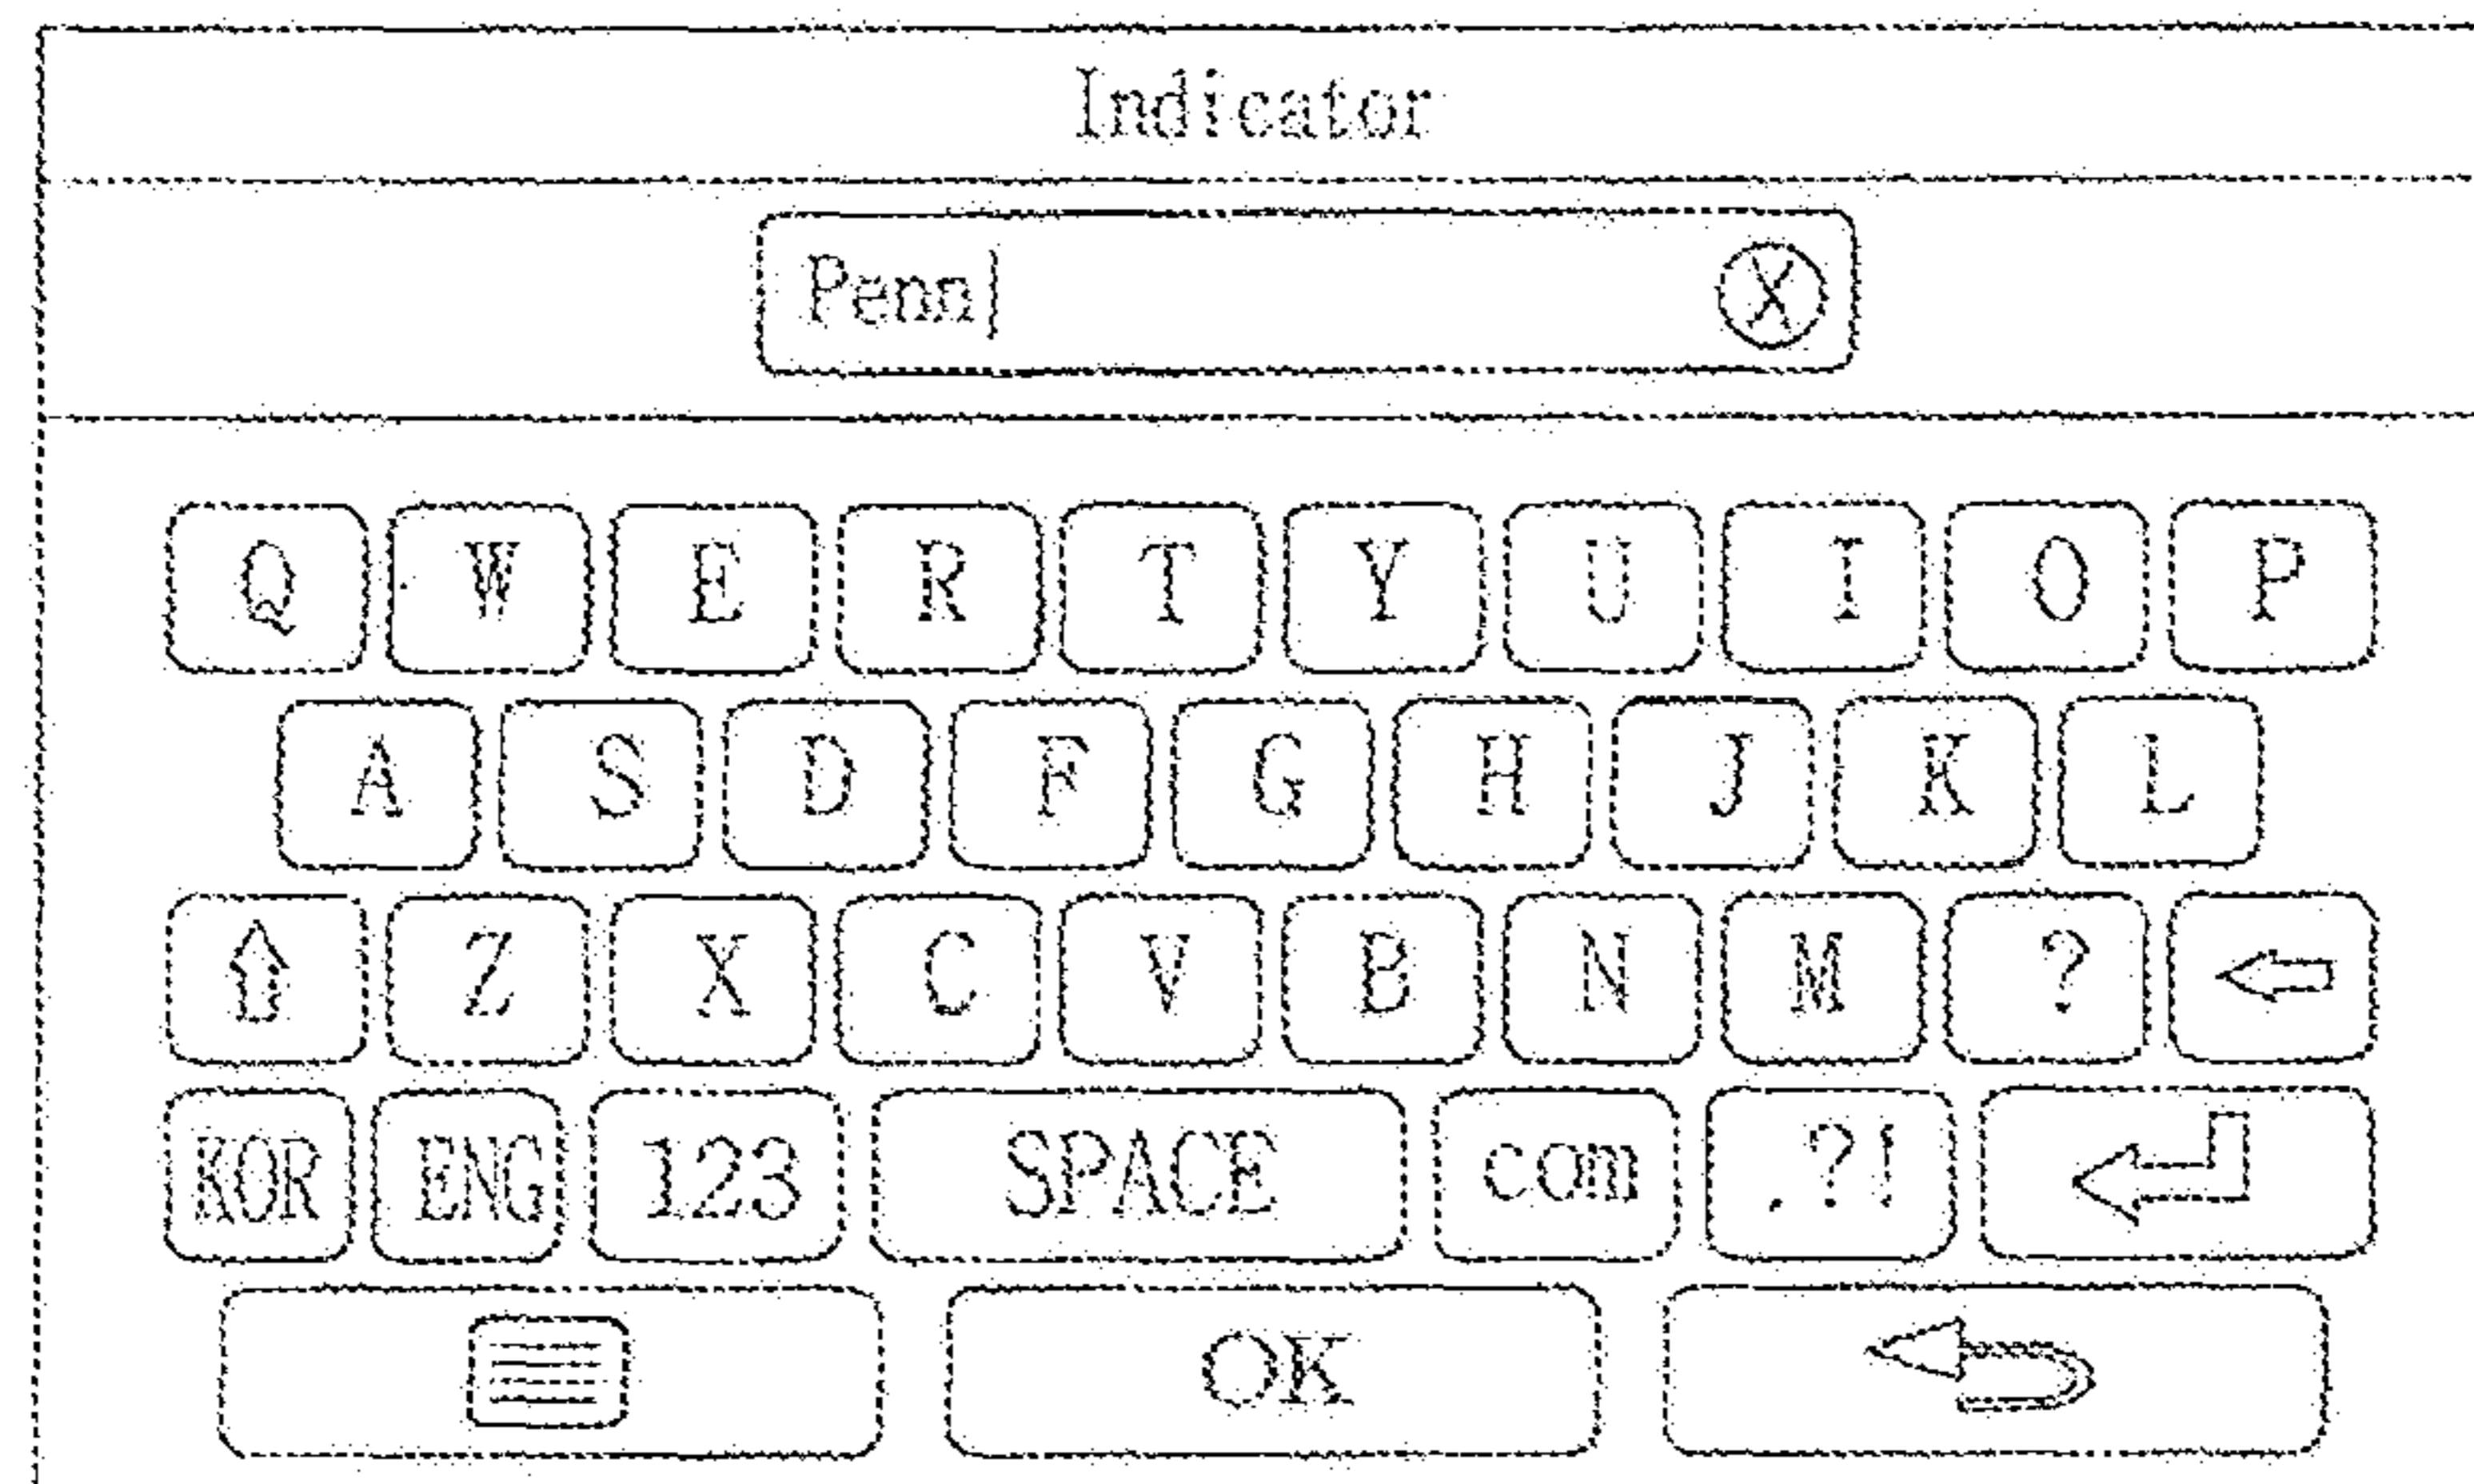 Indicator
Penn
Q W E R T Y U I O P
A S D F G H J K L
Z X C V B N M ?
KOR ENG 123 SPACE com .?!
OK